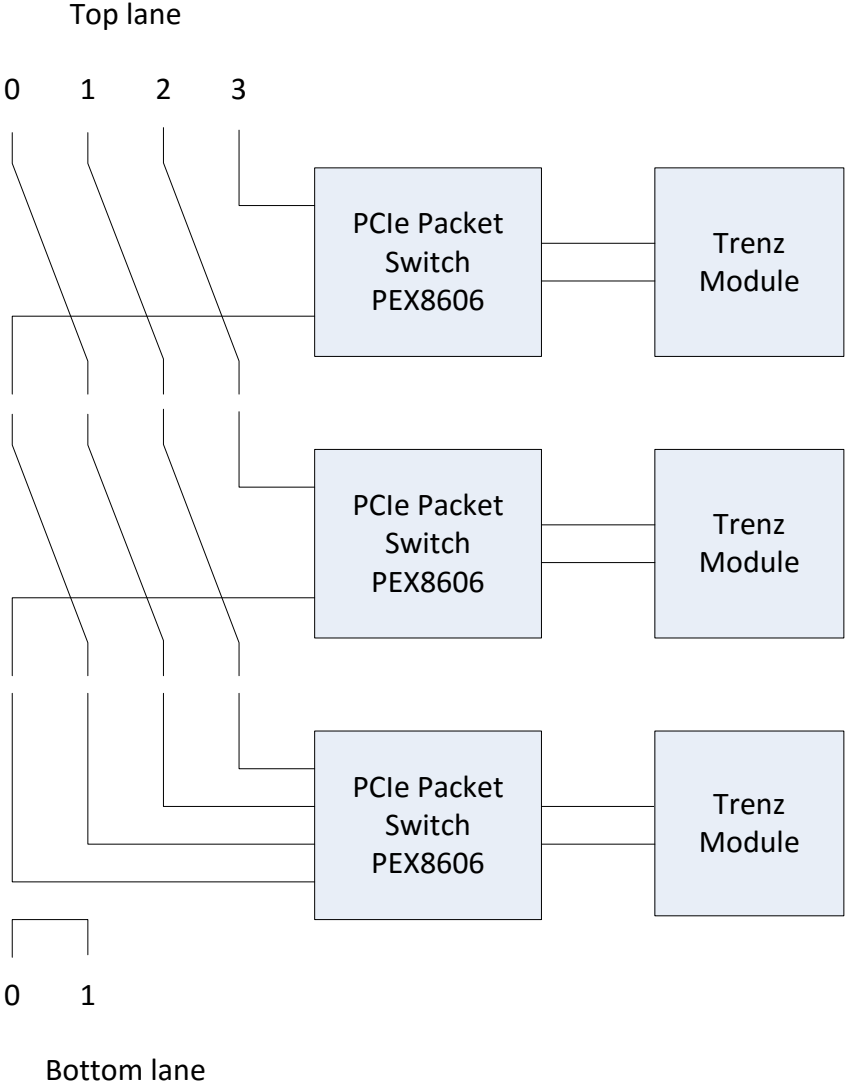 Top lane
0 1 2 3
PCIe Packet
Switch
PEX8606
Trenz
Module
PCIe Packet
Switch
PEX8606
Trenz
Module
PCIe Packet
Switch
PEX8606
Trenz
Module
0 1
Bottom lane